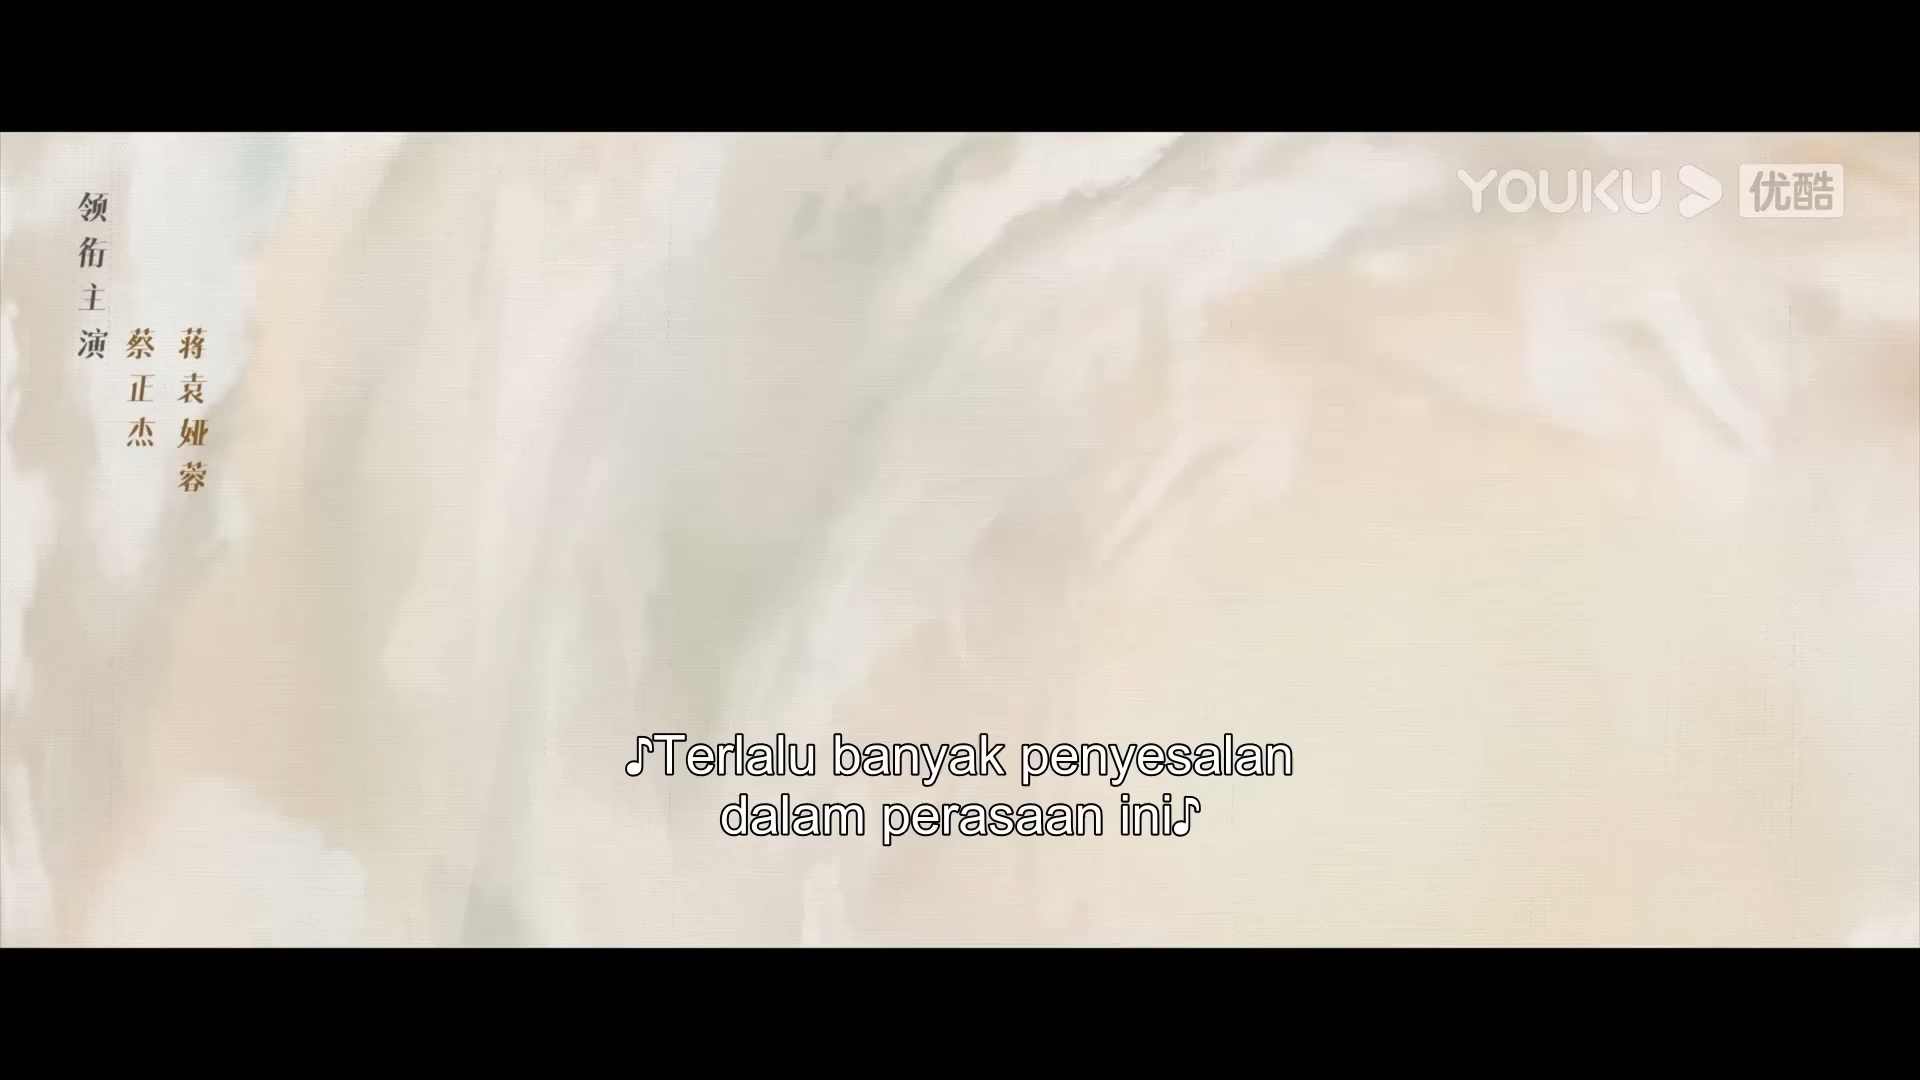 YOUKU 优酷
领衔主演
蔡正杰
蒋袁娅蓉
♪Terlalu banyak penyesalan
dalam perasaan ini♪